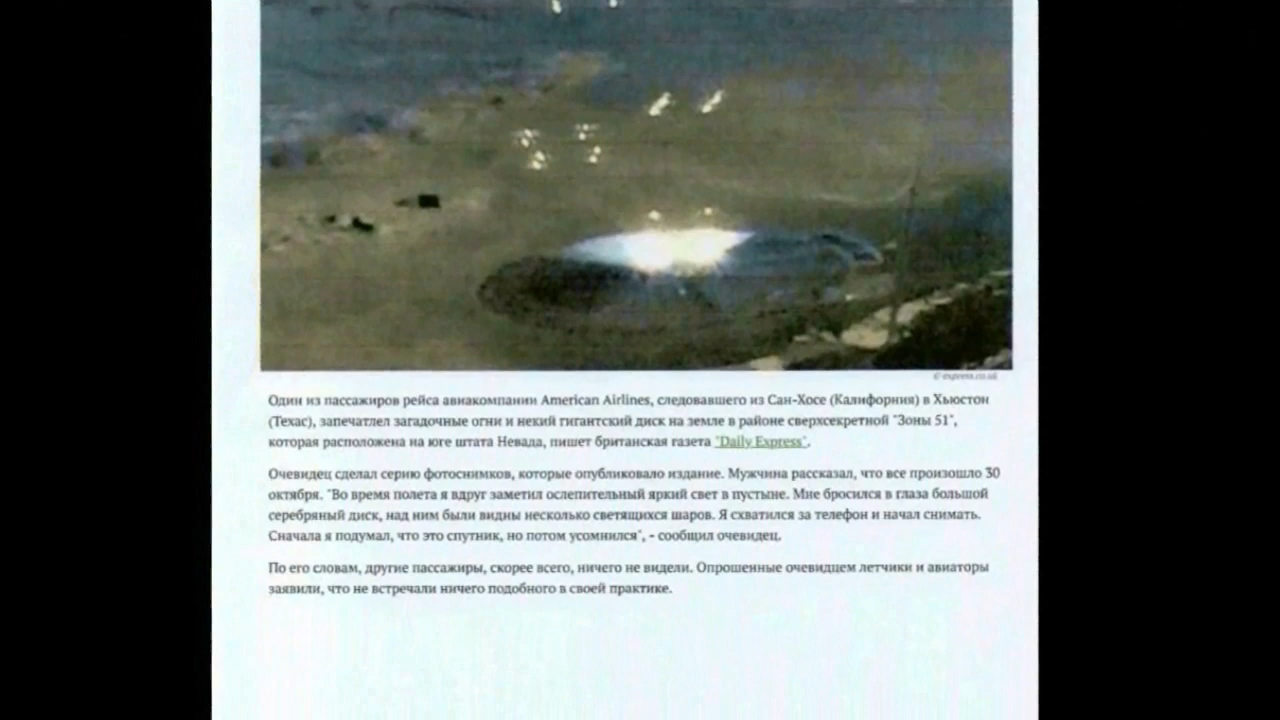 © express.co.uk
Один из пассажиров рейса авиакомпании American Airlines, следовавшего из Сан-Хосе (Калифорния) в Хьюстон
(Техас), запечатлел загадочные огни и некий гигантский диск на земле в районе сверхсекретной "Зоны 51",
которая расположена на юге штата Невада, пишет британская газета "Daily Express".
Очевидец сделал серию фотоснимков, которые опубликовало издание. Мужчина рассказал, что все произошло 30
октября. "Во время полета я вдруг заметил ослепительный яркий свет в пустыне. Мне бросился в глаза большой
серебряный диск, над ним были видны несколько светящихся шаров. Я схватился за телефон и начал снимать.
Сначала я подумал, что это спутник, но потом усомнился", - сообщил очевидец.
По его словам, другие пассажиры, скорее всего, ничего не видели. Опрошенные очевидцем летчики и авиаторы
заявили, что не встречали ничего подобного в своей практике.